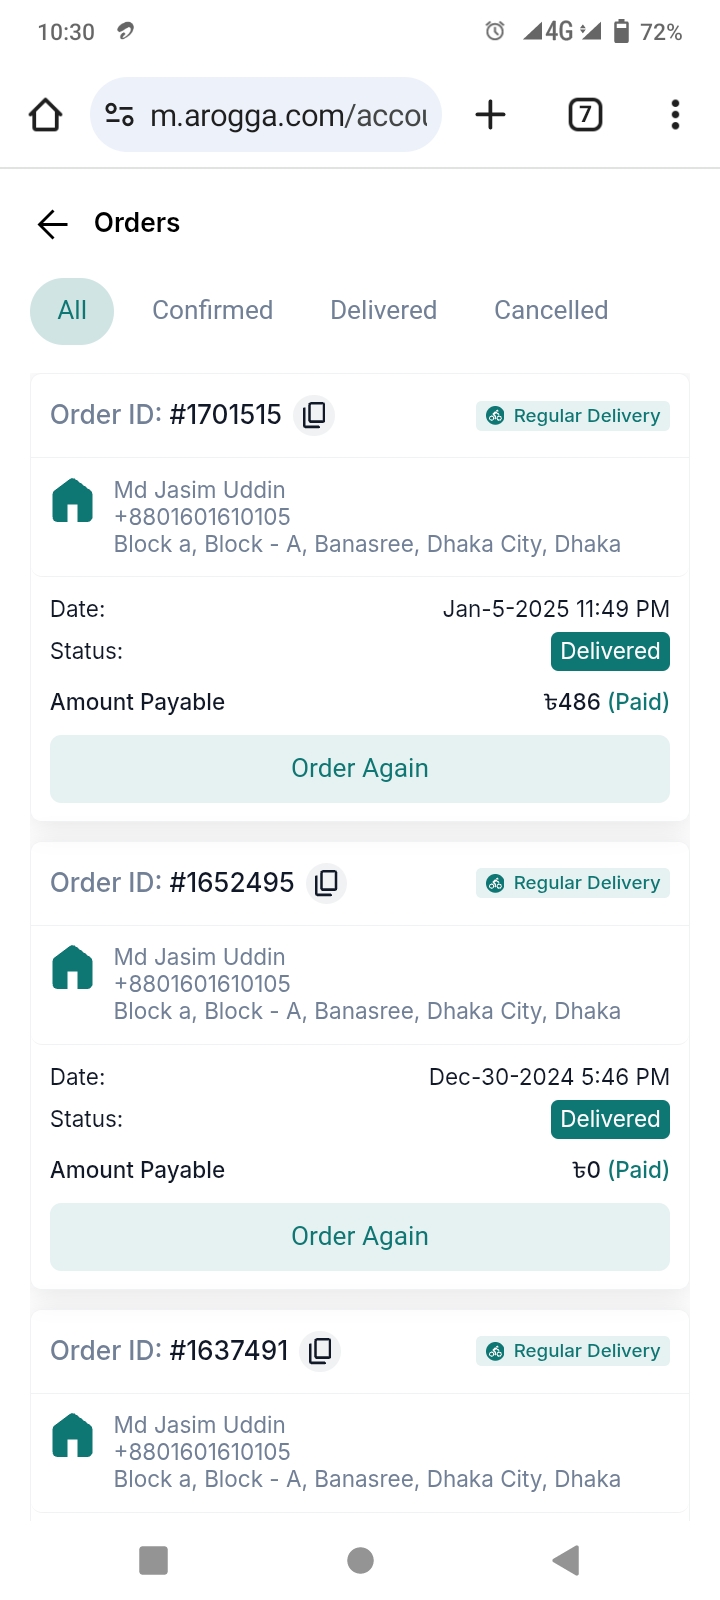 10:30
4G
72%
m.arogga.com/accou
7
Orders
All Confirmed Delivered Cancelled
Order ID: #1701515
Regular Delivery
Md Jasim Uddin
+8801601610105
Block a, Block - A, Banasree, Dhaka City, Dhaka
Date: Jan-5-2025 11:49 PM
Status: Delivered
Amount Payable ৳486 (Paid)
Order Again
Order ID: #1652495
Regular Delivery
Md Jasim Uddin
+8801601610105
Block a, Block - A, Banasree, Dhaka City, Dhaka
Date: Dec-30-2024 5:46 PM
Status: Delivered
Amount Payable ৳0 (Paid)
Order Again
Order ID: #1637491
Regular Delivery
Md Jasim Uddin
+8801601610105
Block a, Block - A, Banasree, Dhaka City, Dhaka